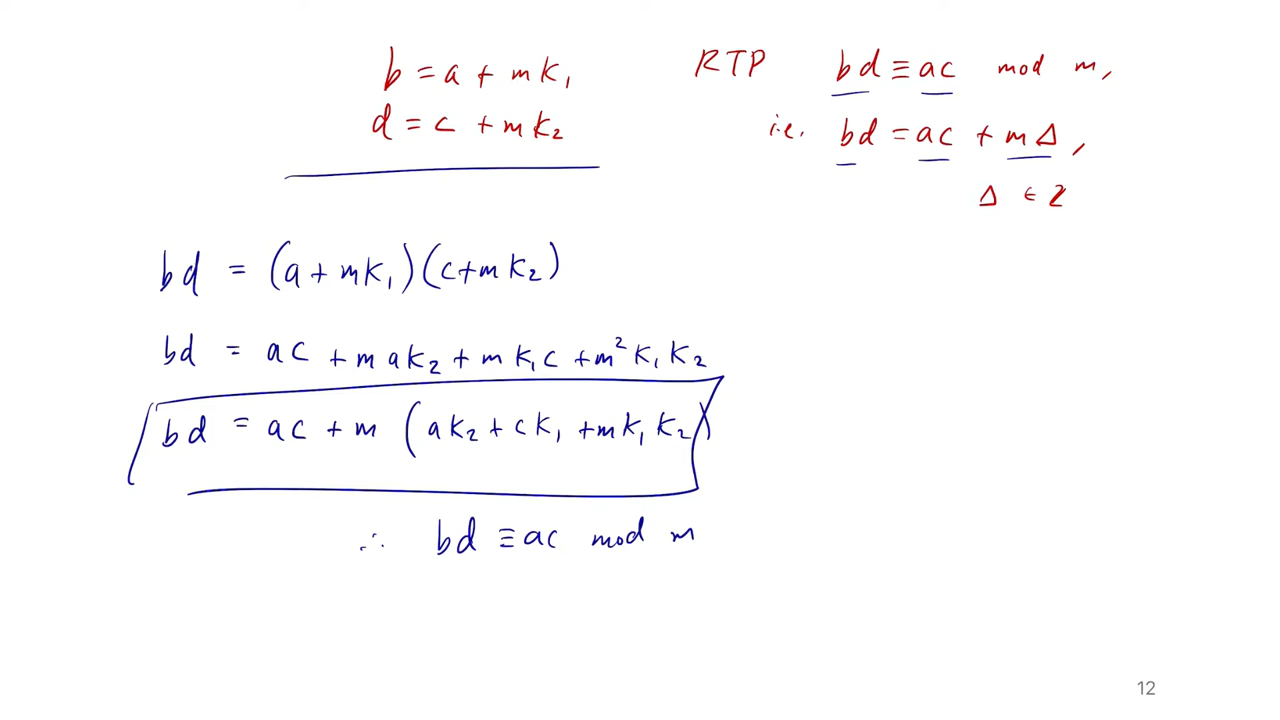 b = a + mk₁
d = c + mk₂
RTP bd ≡ ac mod m,
i.e. bd = ac + m Δ,
Δ ∈ Z
bd = (a + mk₁)(c + mk₂)
bd = ac + mak₂ + mk₁c + m²k₁k₂
bd = ac + m (ak₂ + ck₁ + mk₁k₂)
∴ bd ≡ ac mod m
12